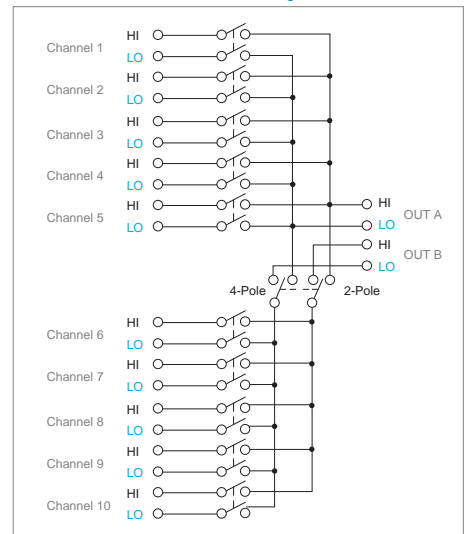 HI
Channel 1
LO
HI
Channel 2
LO
HI
Channel 3
LO
HI
Channel 4
LO
HI
Channel 5
LO
HI
OUT A
LO
HI
OUT B
LO
4-Pole 2-Pole
HI
Channel 6
LO
HI
Channel 7
LO
HI
Channel 8
LO
HI
Channel 9
LO
HI
Channel 10
LO